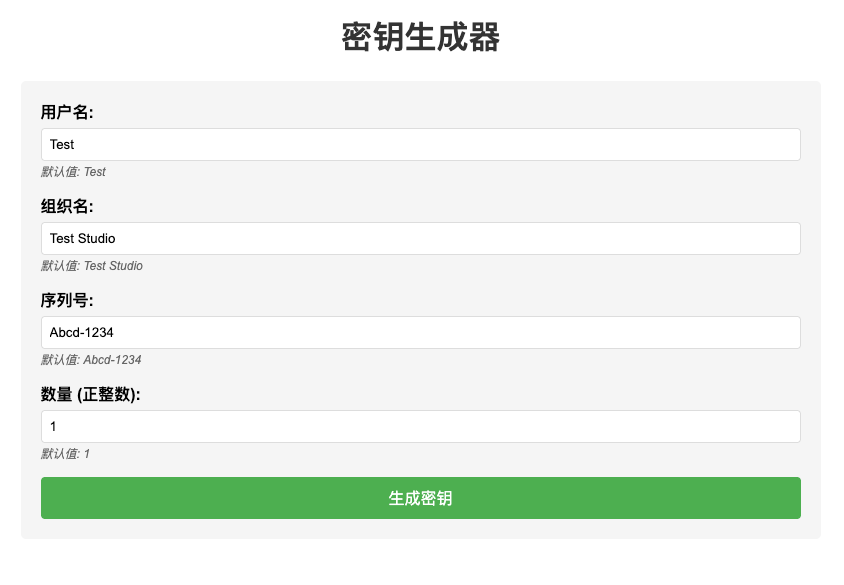 密钥生成器
用户名:
Test
默认值: Test
组织名:
Test Studio
默认值: Test Studio
序列号:
Abcd-1234
默认值: Abcd-1234
数量 (正整数):
1
默认值: 1
生成密钥